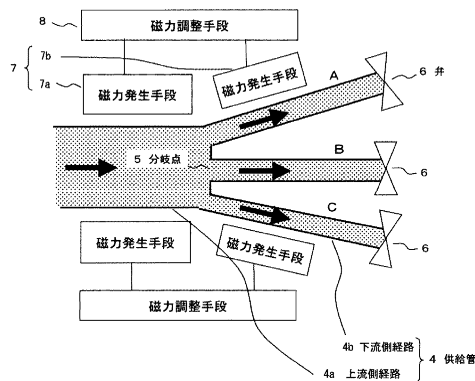 8
磁力調整手段
7
7b
7a
磁力発生手段
磁力発生手段
A
6 弁
5 分岐点
B
6
C
6
磁力発生手段
磁力発生手段
磁力調整手段
4b 下流側経路
4 供給管
4a 上流側経路